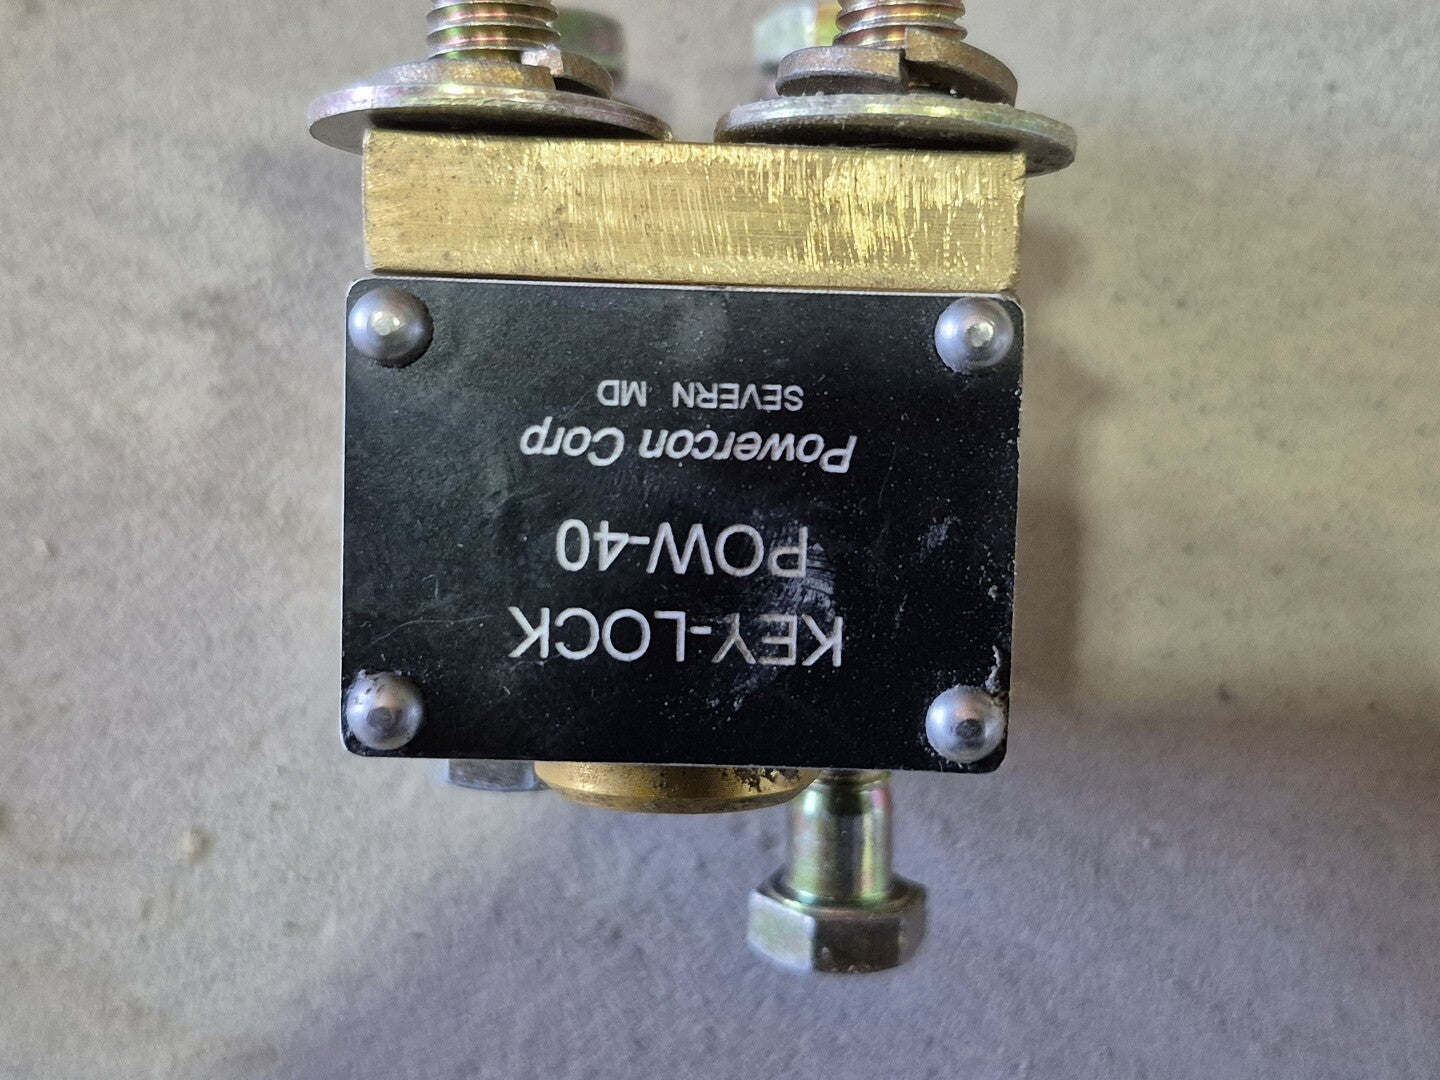 KEY-LOCK
POW-40
Powercon Corp
SEVERN MD